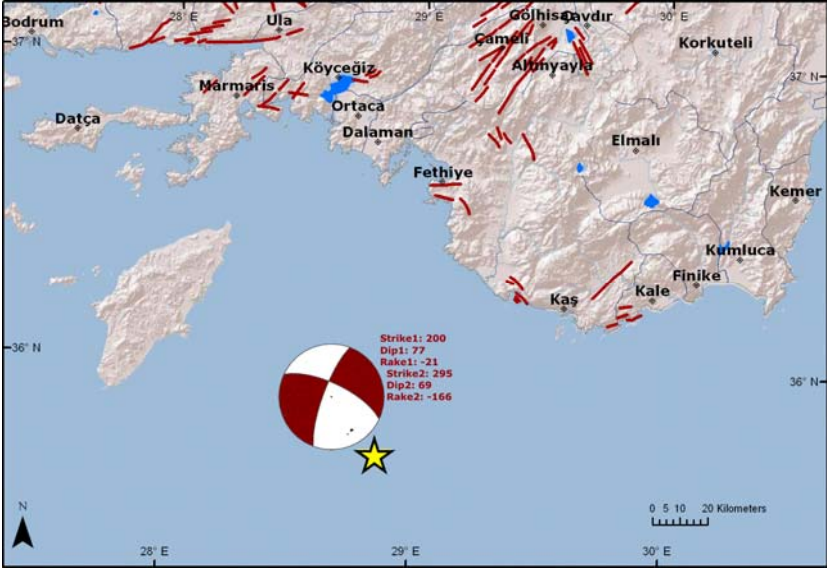 28° E
29° E
30° E
Bodrum
Ula
Gölhisar
Çavdır
37° N
Çameli
Korkuteli
Köyceğiz
Altınyayla
37° N
Marmaris
Ortaca
Datça
Dalaman
Elmalı
Fethiye
Kemer
Kumluca
Finike
Kale
Kaş
36° N
Strike1: 200
Dip1: 77
Rake1: -21
Strike2: 295
Dip2: 69
Rake2: -166
36° N
N
0 5 10 20 Kilometers
28° E
29° E
30° E